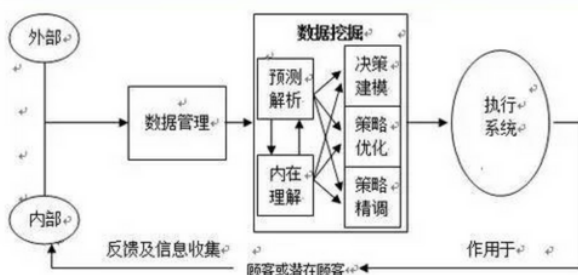 外部
数据挖掘
预测
解析
决策
建模
数据管理
策略
优化
执行
系统
内在
理解
策略
精调
内部
反馈及信息收集
作用于
顾客或潜在顾客